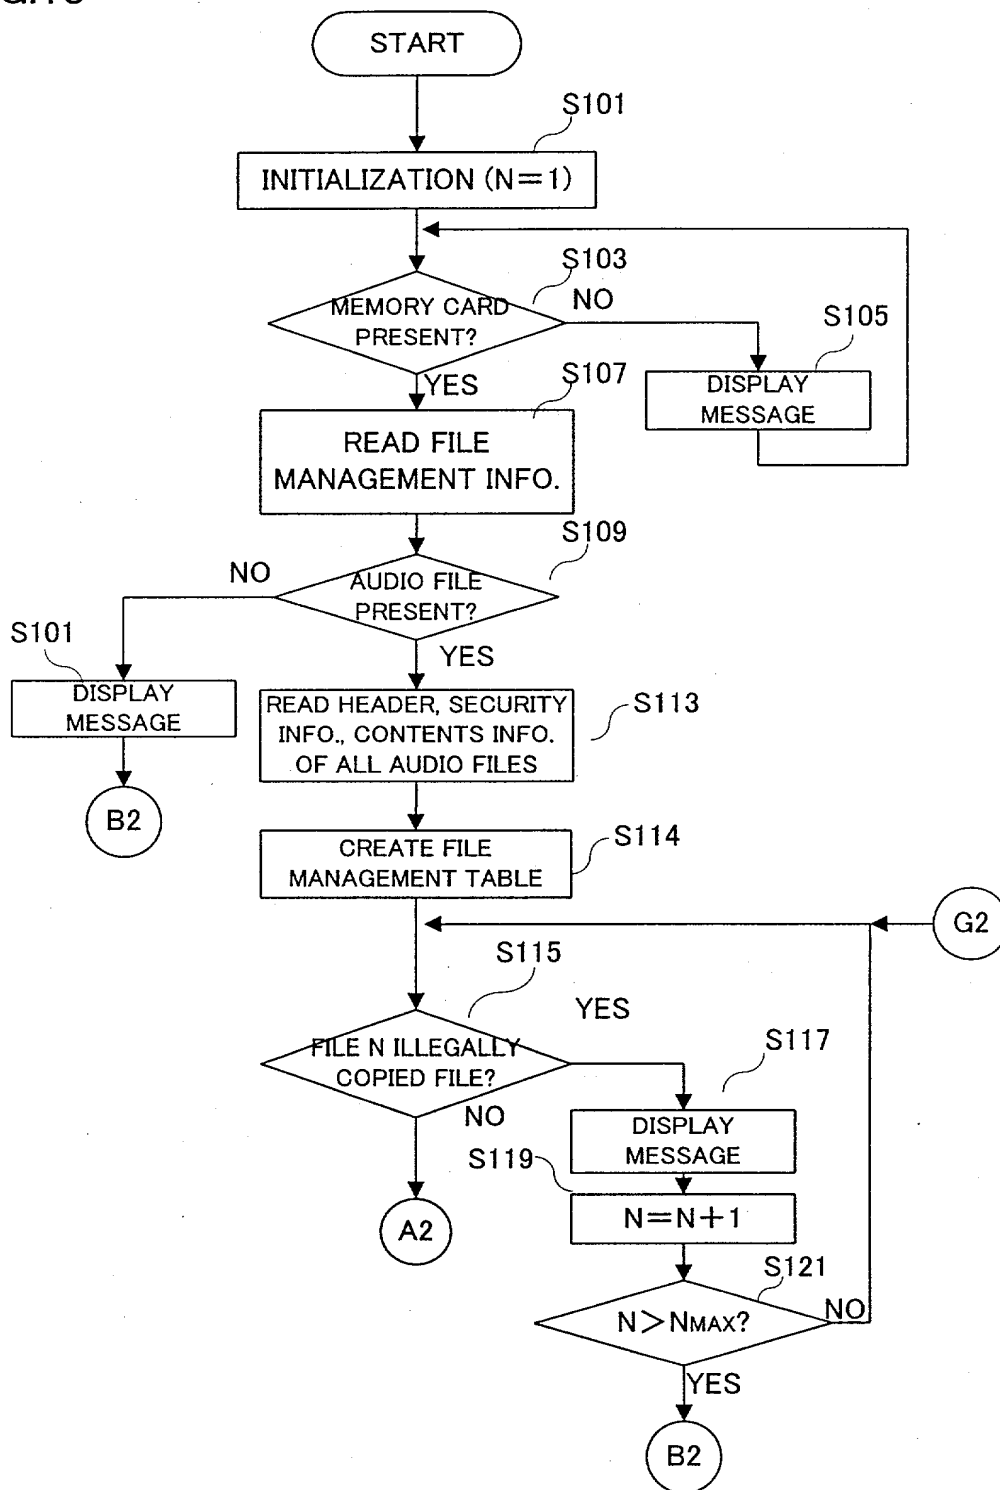 START
S101
INITIALIZATION (N=1)
S103
MEMORY CARD
PRESENT?
NO
S105
DISPLAY
MESSAGE
YES
S107
READ FILE
MANAGEMENT INFO.
S109
NO
AUDIO FILE
PRESENT?
S101
YES
DISPLAY
MESSAGE
READ HEADER, SECURITY
INFO., CONTENTS INFO.
OF ALL AUDIO FILES
S113
B2
CREATE FILE
MANAGEMENT TABLE
S114
G2
S115
YES
FILE N ILLEGALLY
COPIED FILE?
S117
NO
DISPLAY
MESSAGE
S119
N=N+1
A2
S121
N>NMAX?
NO
YES
B2